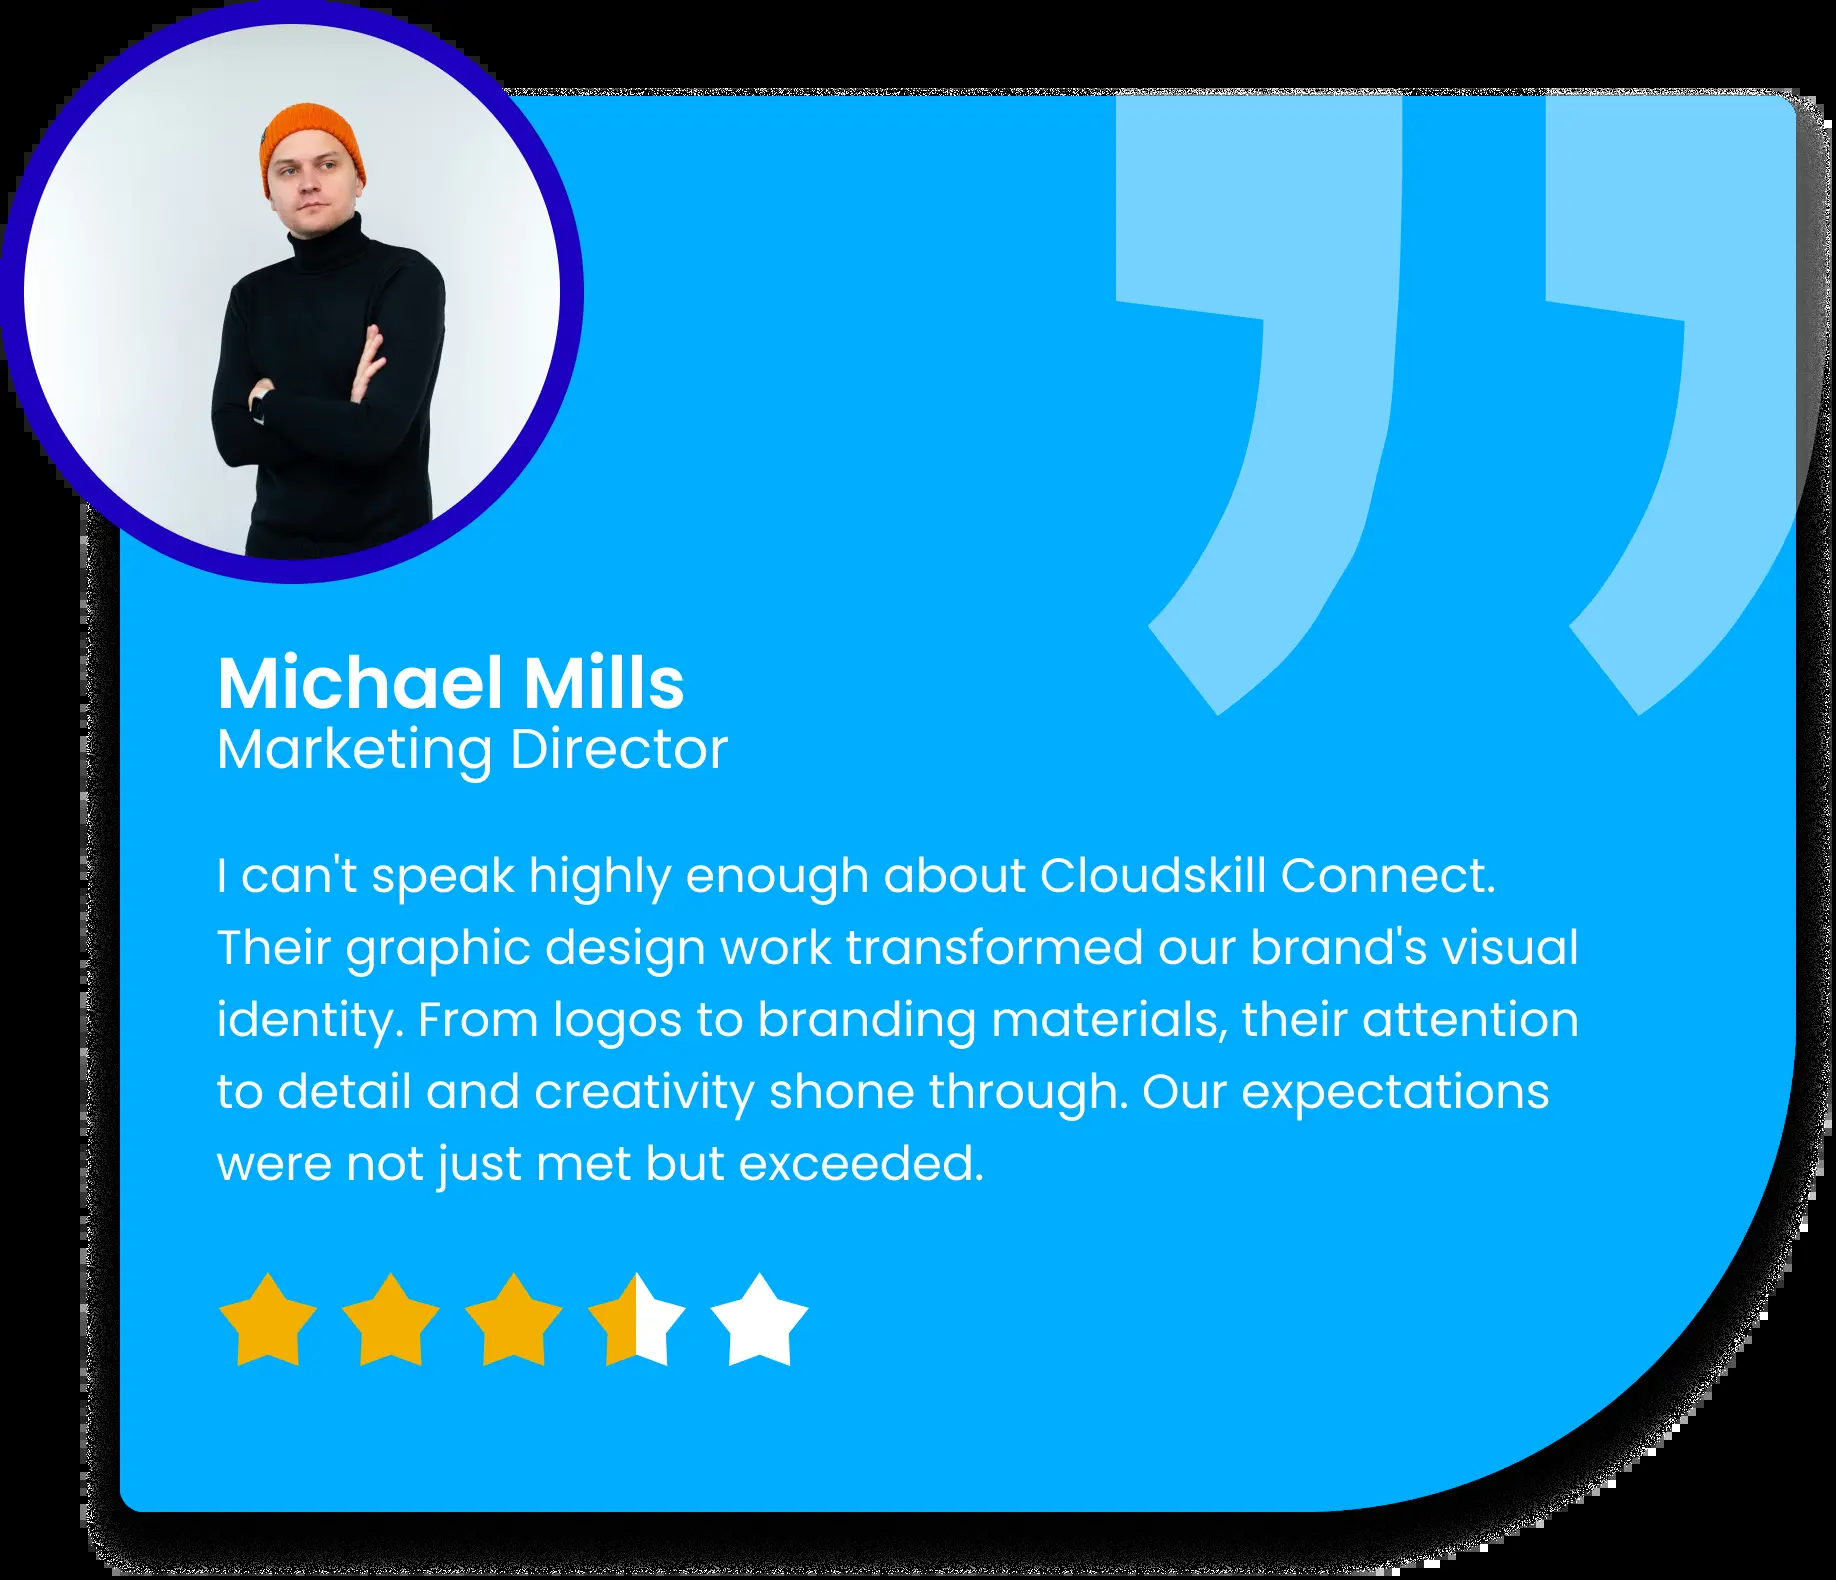 Michael Mills
Marketing Director
I can't speak highly enough about Cloudskill Connect.
Their graphic design work transformed our brand's visual
identity. From logos to branding materials, their attention
to detail and creativity shone through. Our expectations
were not just met but exceeded.